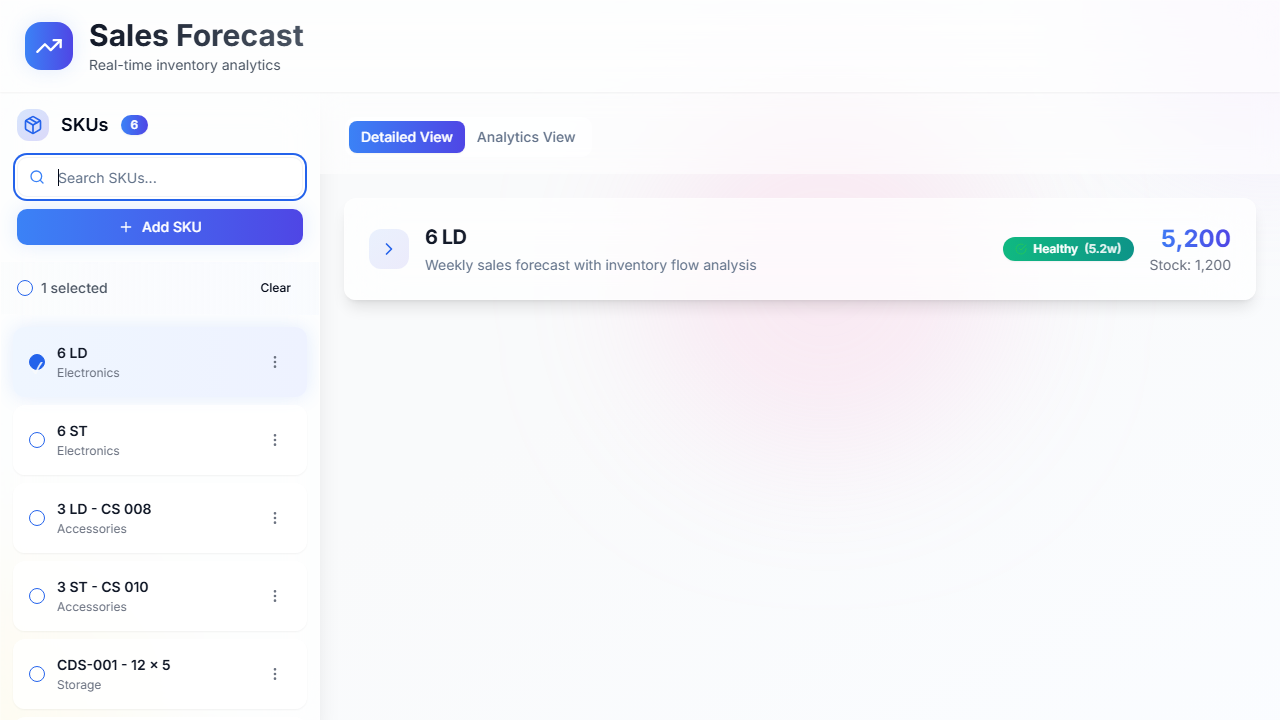 Sales Forecast
Real-time inventory analytics
SKUs 6
Search SKUs...
Add SKU
1 selected Clear
6 LD
Electronics
6 ST
Electronics
3 LD - CS 008
Accessories
3 ST - CS 010
Accessories
CDS-001 - 12 × 5
Storage
Detailed View Analytics View
6 LD
Weekly sales forecast with inventory flow analysis
Healthy (5.2w)
5,200
Stock: 1,200